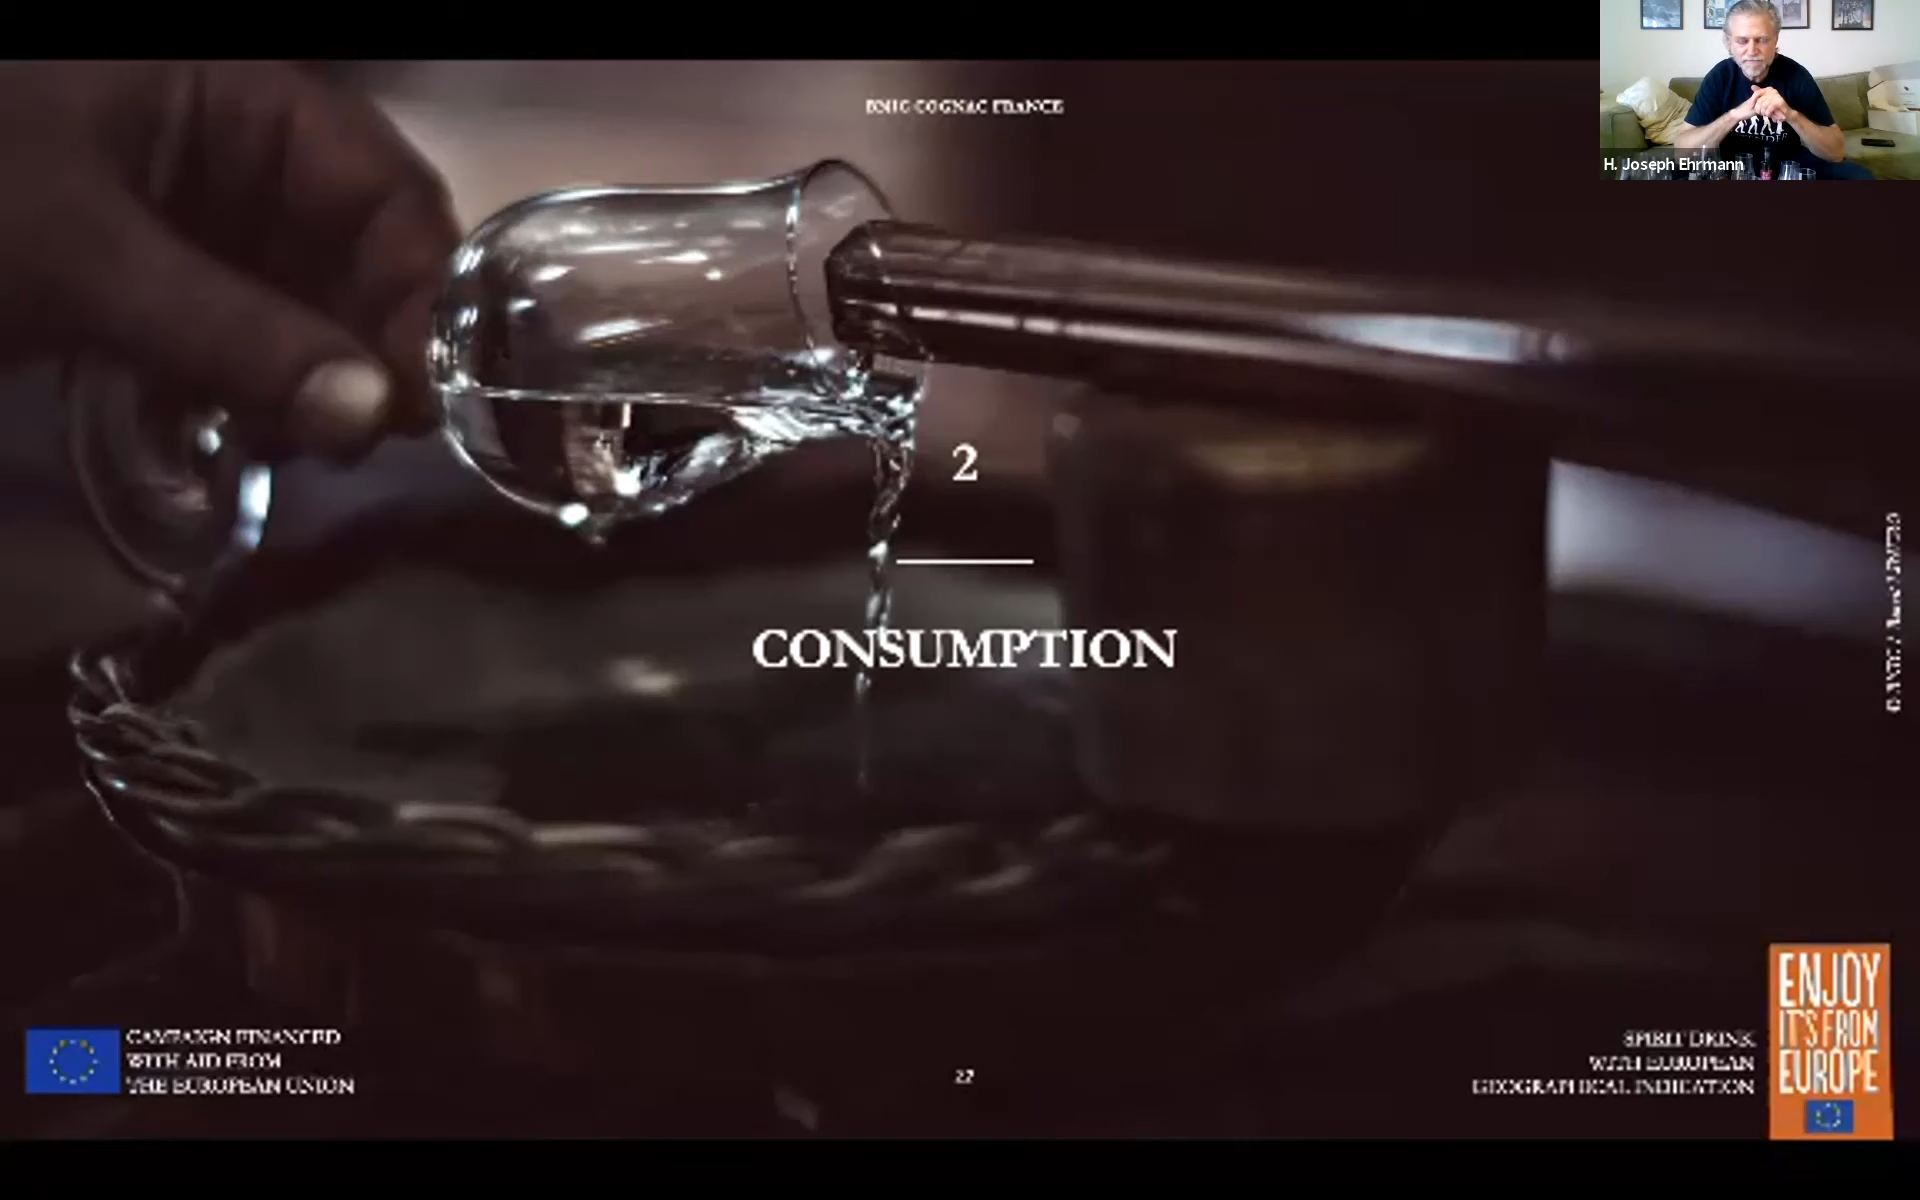 BNIC COGNAC FRANCE
H. Joseph Ehrmann
2
CONSUMPTION
CAMPAIGN FINANCED
WITH AID FROM
THE EUROPEAN UNION
27
SPIRIT DRINK
WITH EUROPEAN
GEOGRAPHICAL INDICATION
ENJOY
IT'S FROM
EUROPE